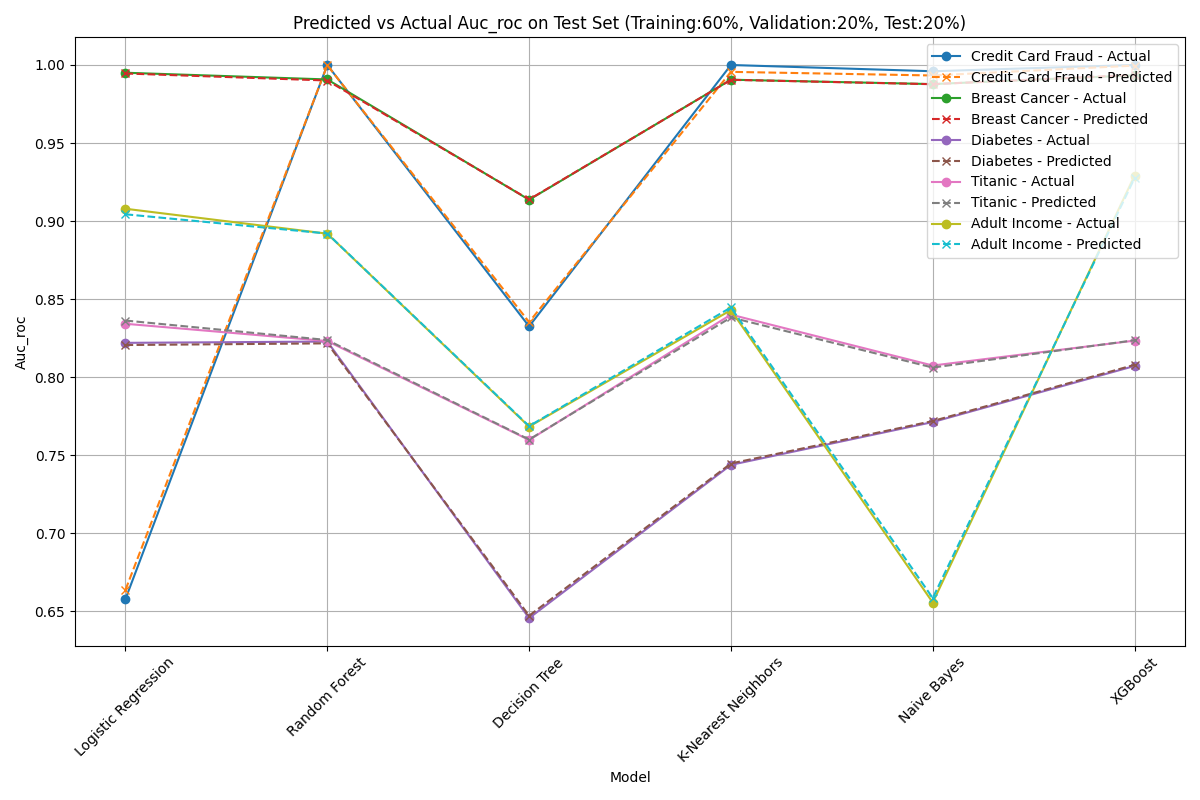 Predicted vs Actual Auc_roc on Test Set (Training:60%, Validation:20%, Test:20%)
Credit Card Fraud - Actual
Credit Card Fraud - Predicted
Breast Cancer - Actual
Breast Cancer - Predicted
Diabetes - Actual
Diabetes - Predicted
Titanic - Actual
Titanic - Predicted
Adult Income - Actual
Adult Income - Predicted
1.00
0.95
0.90
0.85
0.80
0.75
0.70
0.65
Auc_roc
Logistic Regression
Random Forest
Decision Tree
K-Nearest Neighbors
Naive Bayes
XGBoost
Model